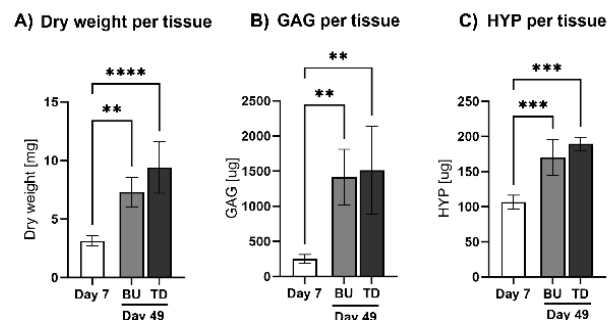 A) Dry weight per tissue
****
**
15
10
5
0
Dry weight [mg]
Day 7 BU TD
Day 49
B) GAG per tissue
**
**
2500
2000
1500
1000
500
0
GAG [ug]
Day 7 BU TD
Day 49
C) HYP per tissue
***
***
250
200
150
100
50
0
HYP [ug]
Day 7 BU TD
Day 49